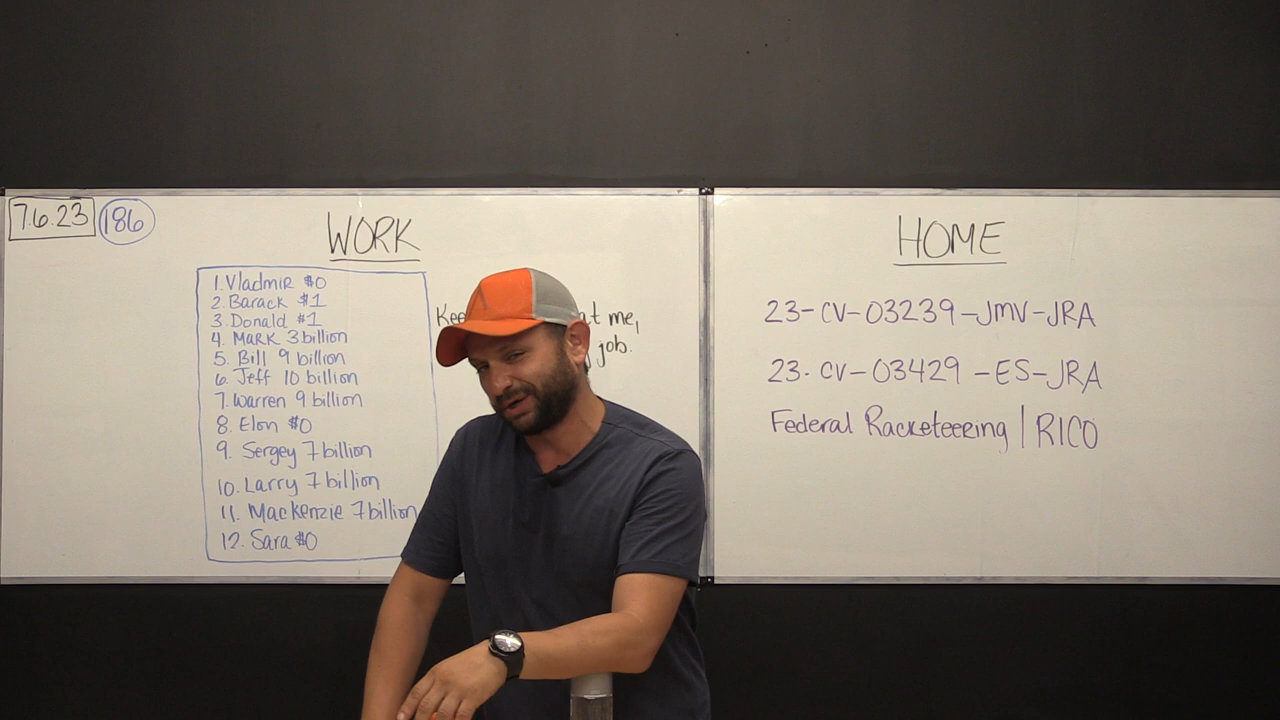 7.6.23 186
WORK
1. Vladmir $0
2. Barack $1
3. Donald $1
4. Mark 3 billion
5. Bill 9 billion
6. Jeff 10 billion
7. Warren 9 billion
8. Elon $0
9. Sergey 7 billion
10. Larry 7 billion
11. Mackenzie 7 billion
12. Sara $0
at me,
job.
HOME
23-CV-03239-JMV-JRA
23-CV-03429-ES-JRA
Federal Racketeering | RICO